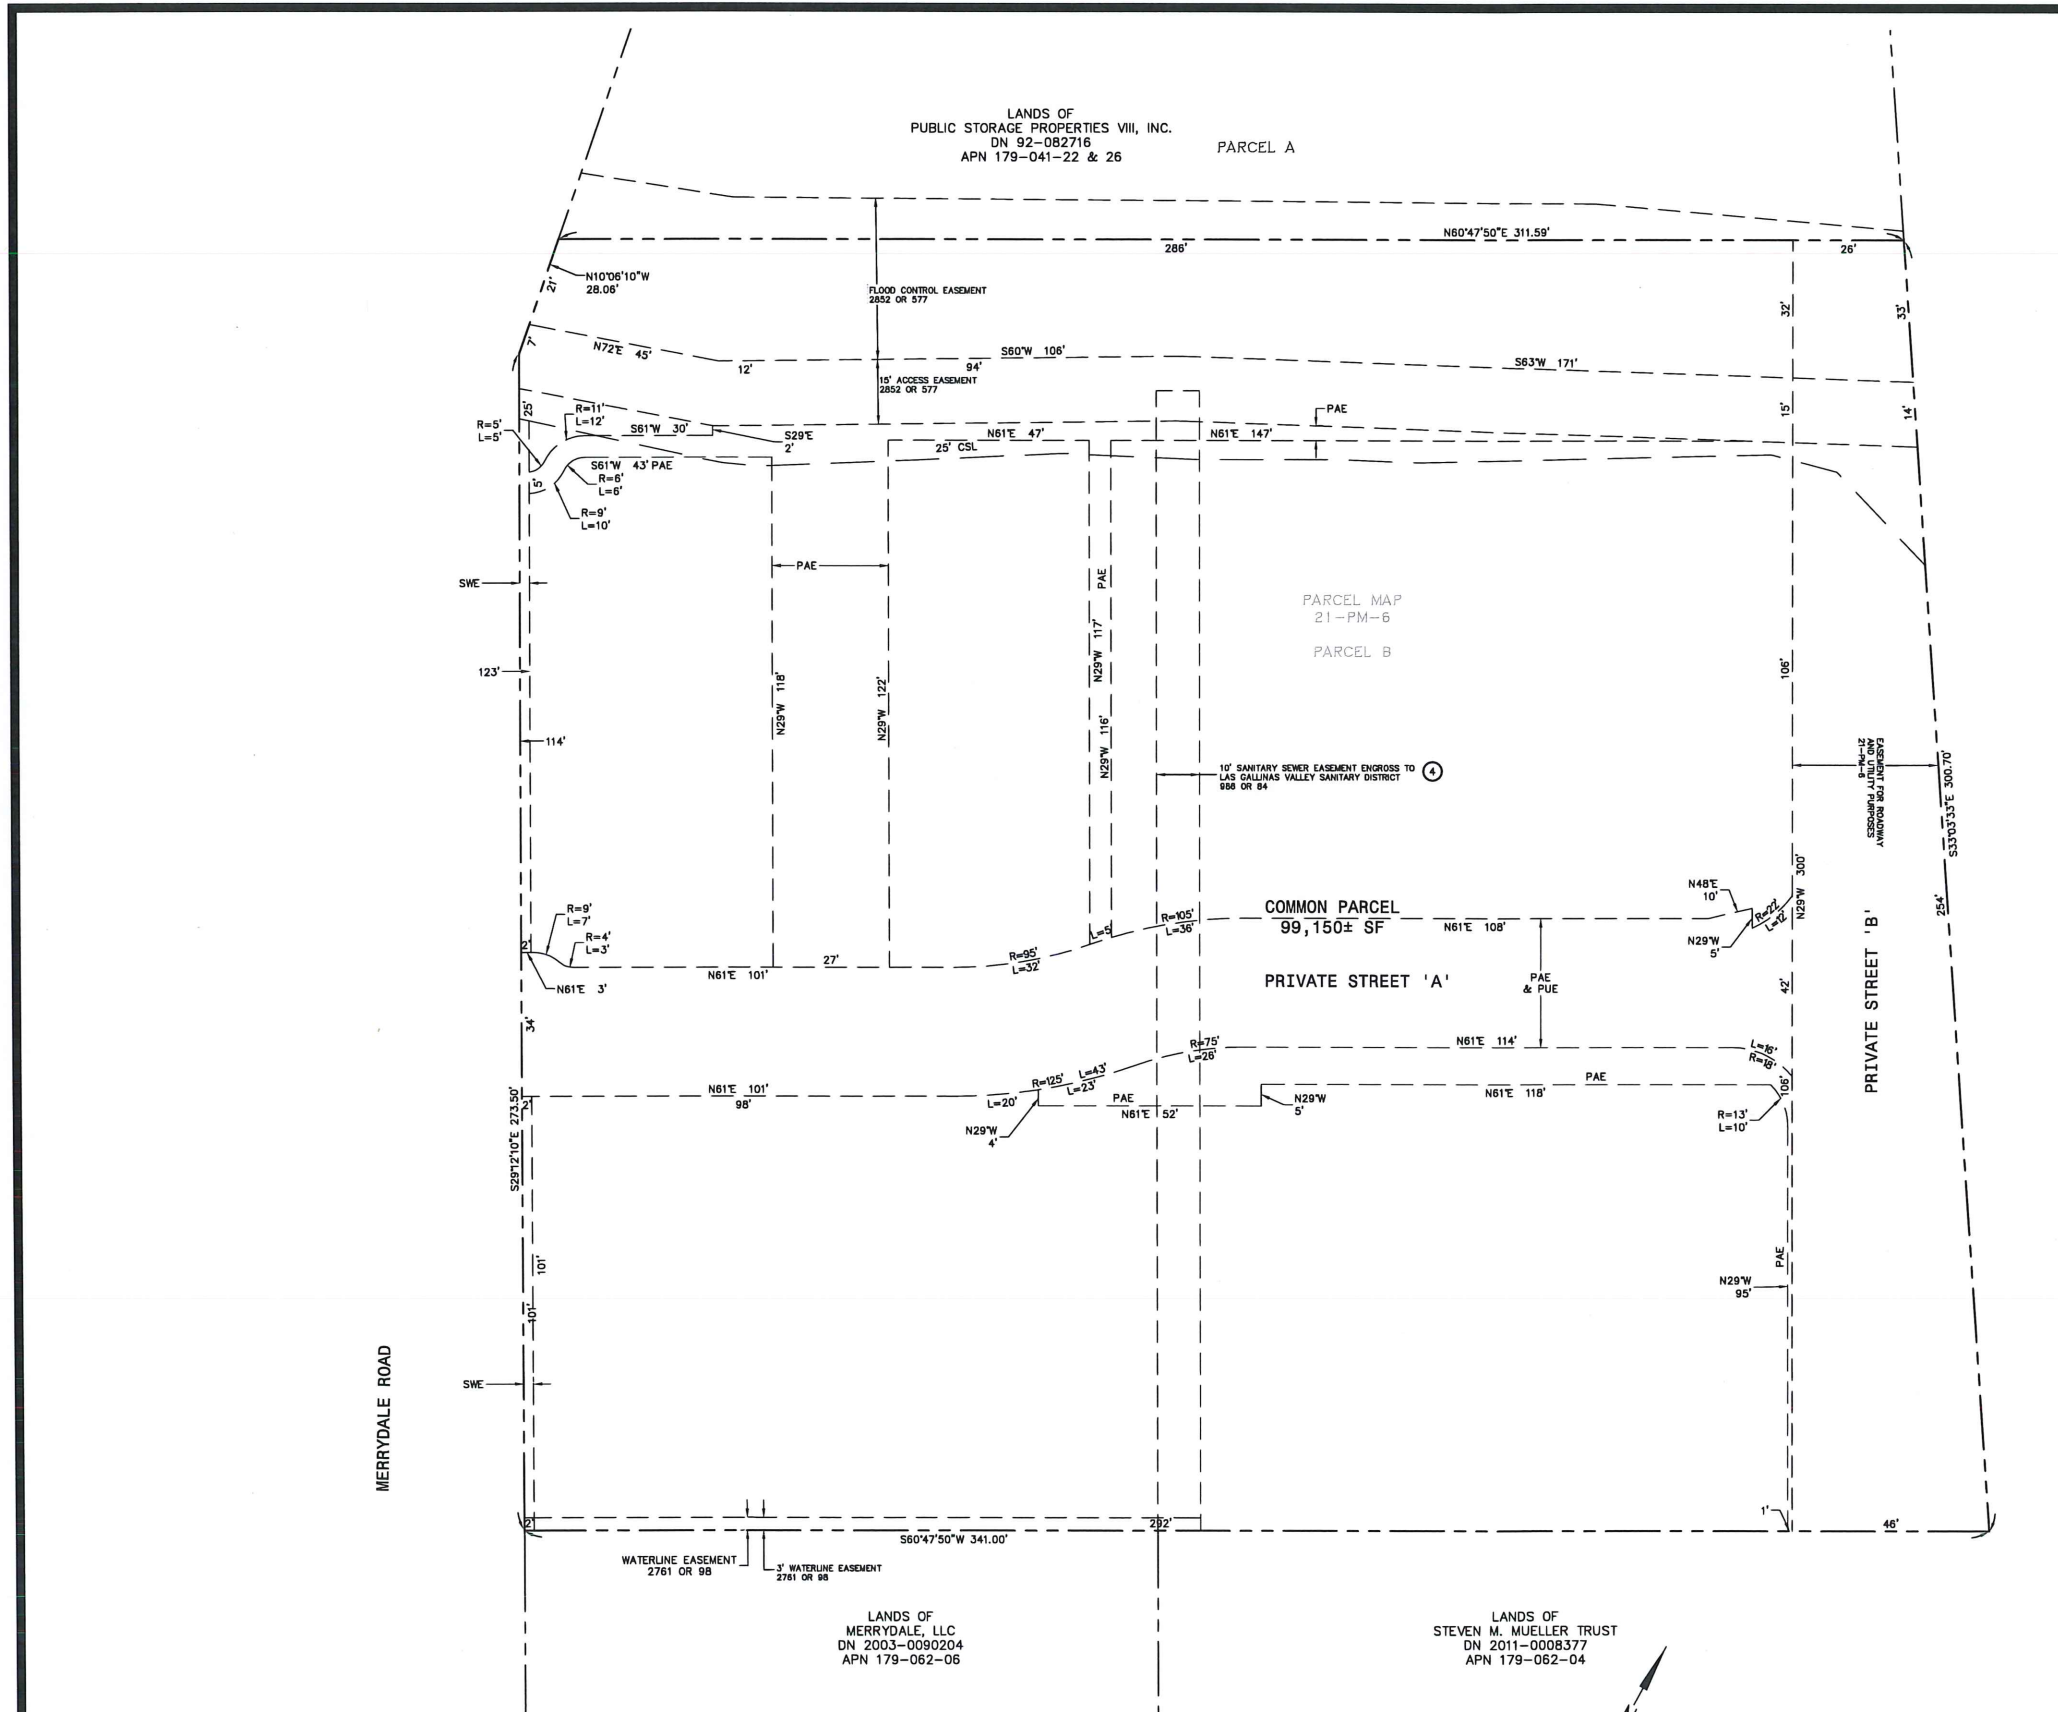 LANDS OF
PUBLIC STORAGE PROPERTIES VIII, INC.
DN 92-082716
APN 179-041-22 & 26
PARCEL A
N60°47'50"E 311.59'
286'
26'
N10°06'10"W
28.06'
21'
FLOOD CONTROL EASEMENT
2852 OR 577
32'
33'
7'
N72°E 45'
12'
S60°W 106'
94'
S63°W 171'
15' ACCESS EASEMENT
2852 OR 577
25'
R=11'
L=12'
R=5'
L=5'
S61°W 30'
S29°E
2'
N61°E 47'
25' CSL
N61°E 147'
PAE
15'
14'
S61°W 43' PAE
R=6'
L=6'
5'
R=9'
L=10'
PAE
PAE
SWE
PARCEL MAP
21-PM-6
PARCEL B
123'
N29°W 118'
N29°W 122'
N29°W 117'
N29°W 116'
106'
114'
10' SANITARY SEWER EASEMENT ENGROSS TO
LAS GALLINAS VALLEY SANITARY DISTRICT
986 OR 84
4
EASEMENT FOR ROADWAY
AND UTILITY PURPOSES
21-PM-6
S33°03'33"E 300.70'
254'
N29°W 300'
N48°E
10'
R=22'
L=12'
N29°W
5'
COMMON PARCEL
99,150± SF
R=9'
L=7'
R=4'
L=3'
2'
N61°E 3'
N61°E 101'
27'
R=95'
L=32'
L=5'
R=105'
L=36'
N61°E 108'
PRIVATE STREET 'A'
PAE
& PUE
42'
PRIVATE STREET 'B'
34'
R=75'
L=26'
N61°E 114'
L=16'
R=18'
N61°E 101'
98'
2'
R=125'
L=43'
L=23'
L=20'
PAE
N61°E 52'
N29°W
4'
N29°W
5'
PAE
N61°E 118'
106'
R=13'
L=10'
S29°12'10"E 273.50'
101'
101'
PAE
N29°W
95'
SWE
MERRYDALE ROAD
1'
2'
292'
46'
S60°47'50"W 341.00'
WATERLINE EASEMENT
2761 OR 98
3' WATERLINE EASEMENT
2761 OR 98
LANDS OF
MERRYDALE, LLC
DN 2003-0090204
APN 179-062-06
LANDS OF
STEVEN M. MUELLER TRUST
DN 2011-0008377
APN 179-062-04